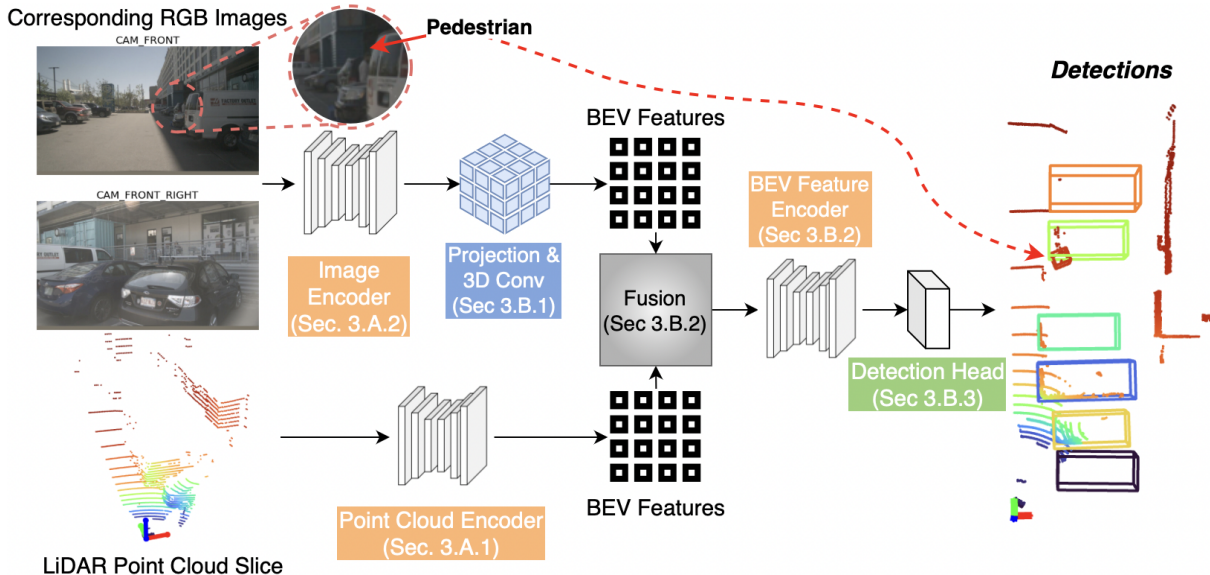 Corresponding RGB Images
CAM_FRONT
Pedestrian
Detections
BEV Features
CAM_FRONT_RIGHT
BEV Feature
Encoder
(Sec 3.B.2)
Image
Encoder
(Sec. 3.A.2)
Projection &
3D Conv
(Sec 3.B.1)
Fusion
(Sec 3.B.2)
Detection Head
(Sec 3.B.3)
BEV Features
Point Cloud Encoder
(Sec. 3.A.1)
LiDAR Point Cloud Slice